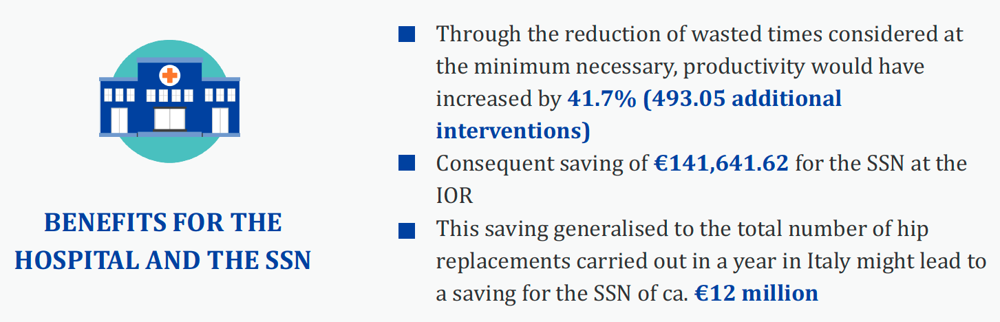 BENEFITS FOR THE
HOSPITAL AND THE SSN
Through the reduction of wasted times considered at
the minimum necessary, productivity would have
increased by 41.7% (493.05 additional
interventions)
Consequent saving of €141,641.62 for the SSN at the
IOR
This saving generalised to the total number of hip
replacements carried out in a year in Italy might lead to
a saving for the SSN of ca. €12 million